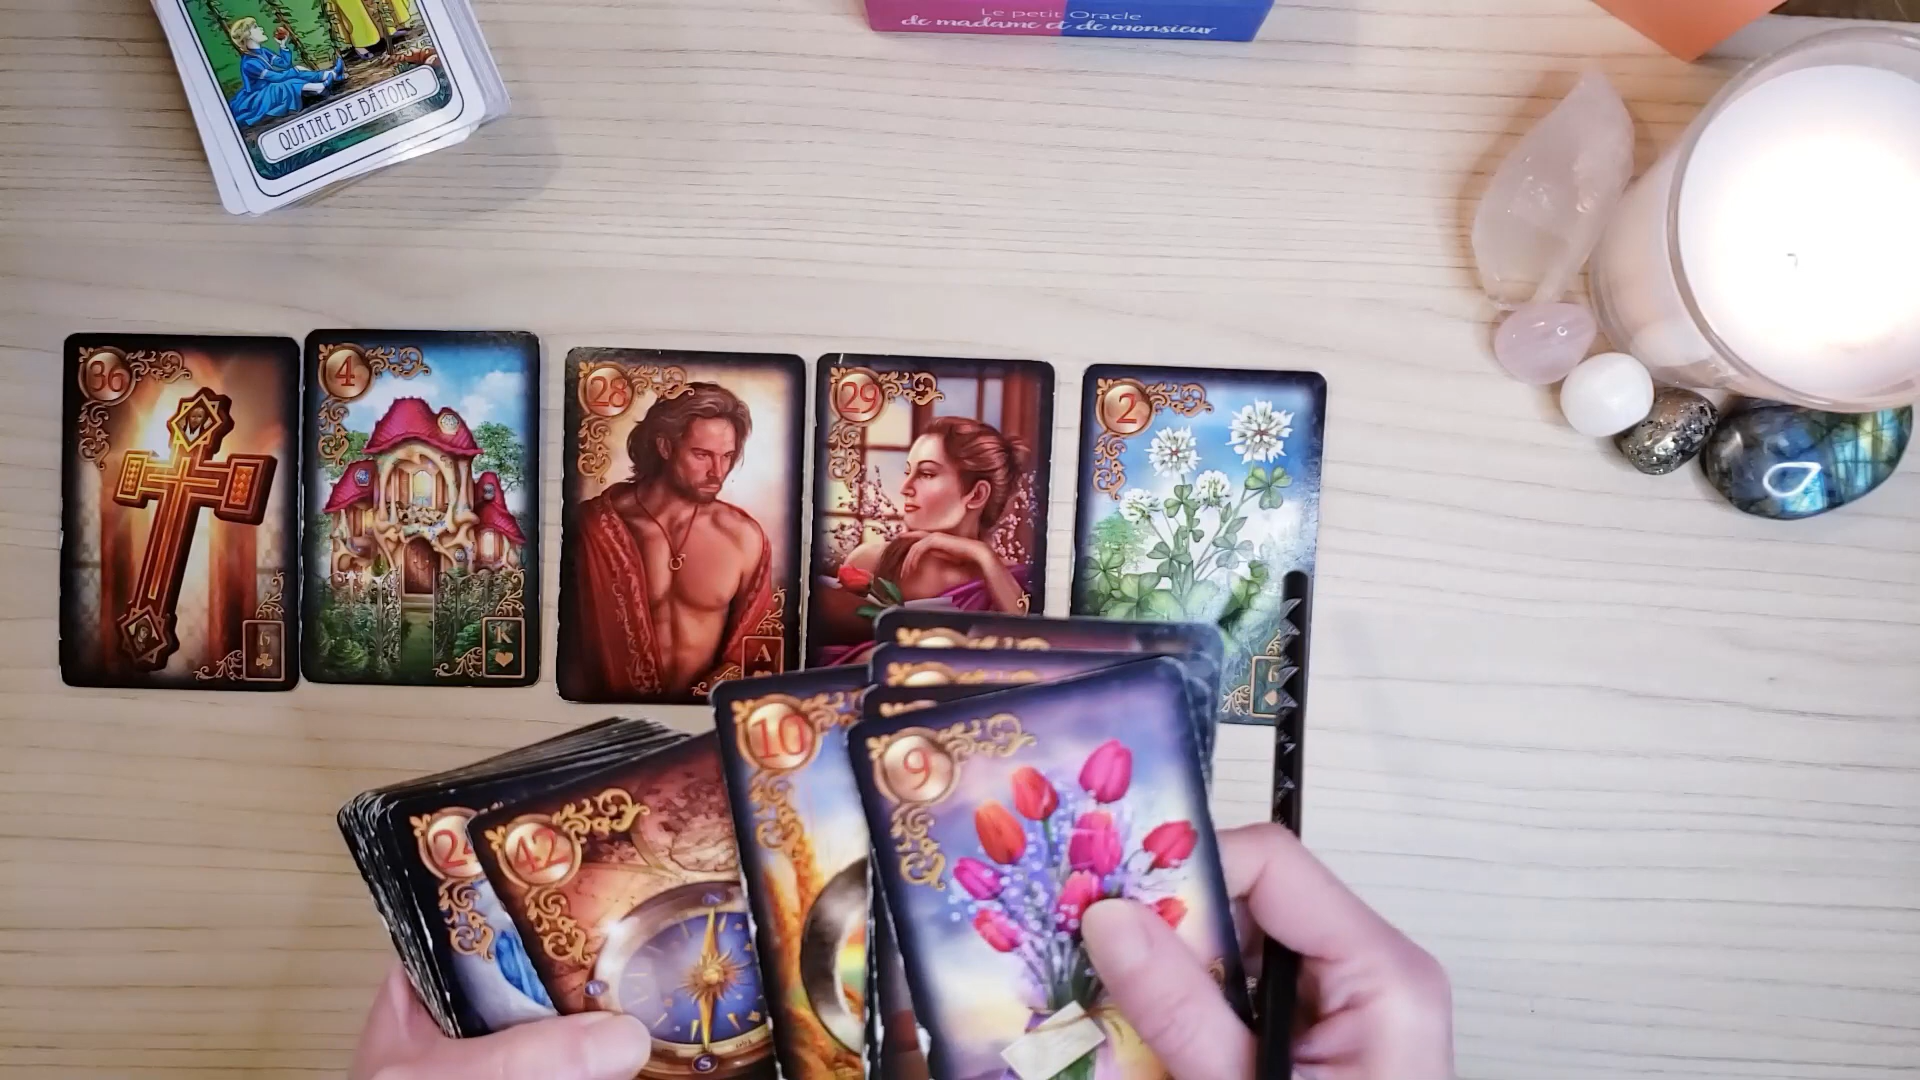 Le petit Oracle
de madame et de monsieur
QUATRE DE BÂTONS
36
4
28
29
2
6
K
A
10
9
42
S